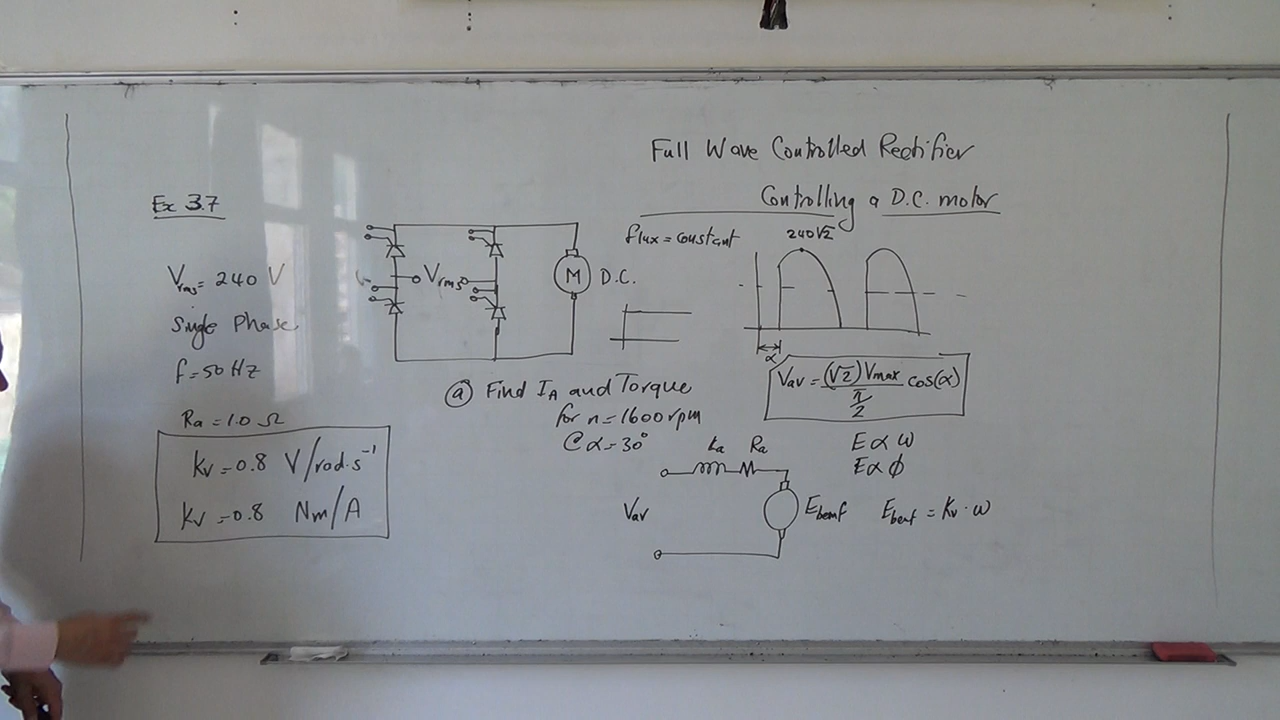 Full Wave Controlled Rectifier
Controlling a D.C. motor
Ex 3.7
Vrms = 240 V
Single Phase
f = 50 Hz
Ra = 1.0 Ω
Kv = 0.8 V/rad·s⁻¹
Kv = 0.8 Nm/A
Vrms
M D.C.
flux = constant
240√2
α
Vav = (√2) Vmax / (π/2) cos(α)
ⓐ Find IA and Torque
for n = 1600 rpm
@ α = 30°
La Ra
Vav
Ebemf
E ∝ ω
E ∝ ϕ
Ebemf = Kv · ω